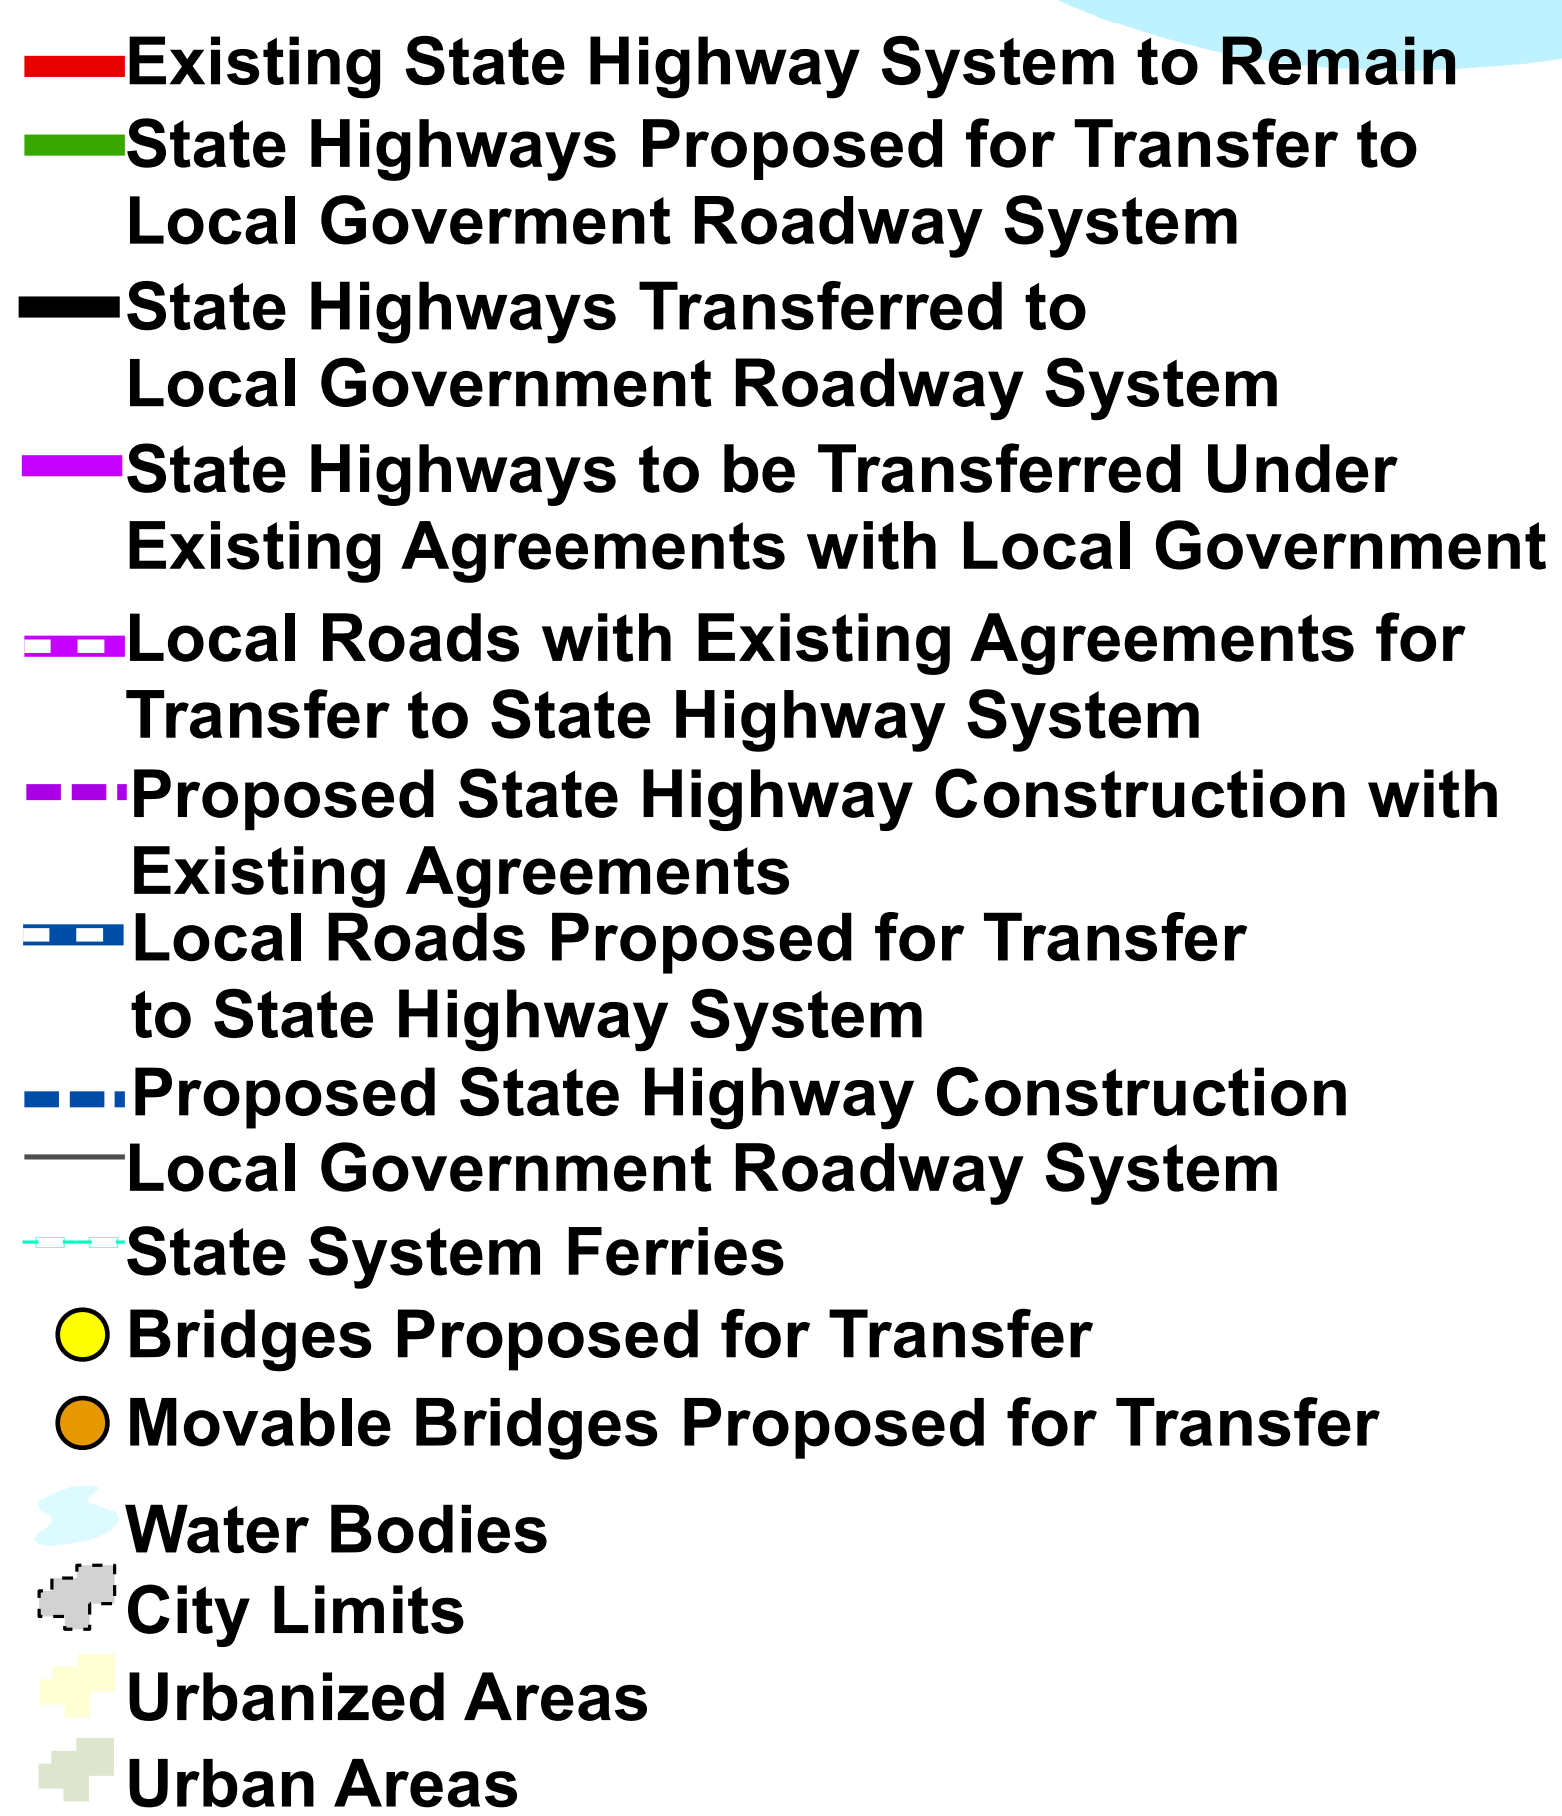 Existing State Highway System to Remain
State Highways Proposed for Transfer to
Local Goverment Roadway System
State Highways Transferred to
Local Government Roadway System
State Highways to be Transferred Under
Existing Agreements with Local Government
Local Roads with Existing Agreements for
Transfer to State Highway System
Proposed State Highway Construction with
Existing Agreements
Local Roads Proposed for Transfer
to State Highway System
Proposed State Highway Construction
Local Government Roadway System
State System Ferries
Bridges Proposed for Transfer
Movable Bridges Proposed for Transfer
Water Bodies
City Limits
Urbanized Areas
Urban Areas